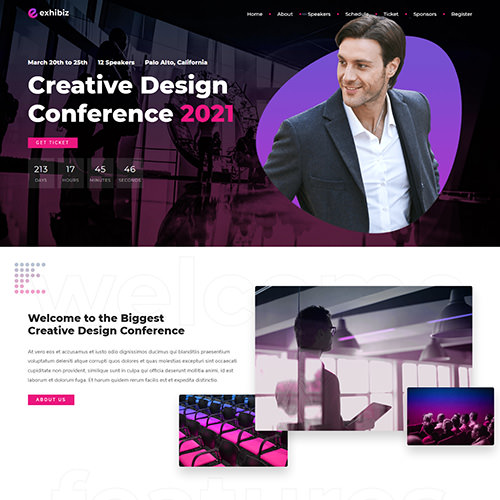 exhibiz
Home About Speakers Schedule Ticket Sponsors Register
March 20th to 25th 12 Speakers Palo Alto, California
Creative Design
Conference 2021
GET TICKET
213 17 45 46
DAYS HOURS MINUTES SECONDS
welcome
Welcome to the Biggest
Creative Design Conference
At vero eos et accusamus et iusto odio dignissimos ducimus qui blanditiis praesentium
voluptatum deleniti atque corrupti quos dolores et quas molestias excepturi sint occaecati
cupiditate non provident, similique sunt in culpa qui officia deserunt mollitia animi. Id est
laborum et dolorum fuga. Et harum quidem rerum facilis est et expedita distinctio.
ABOUT US
features